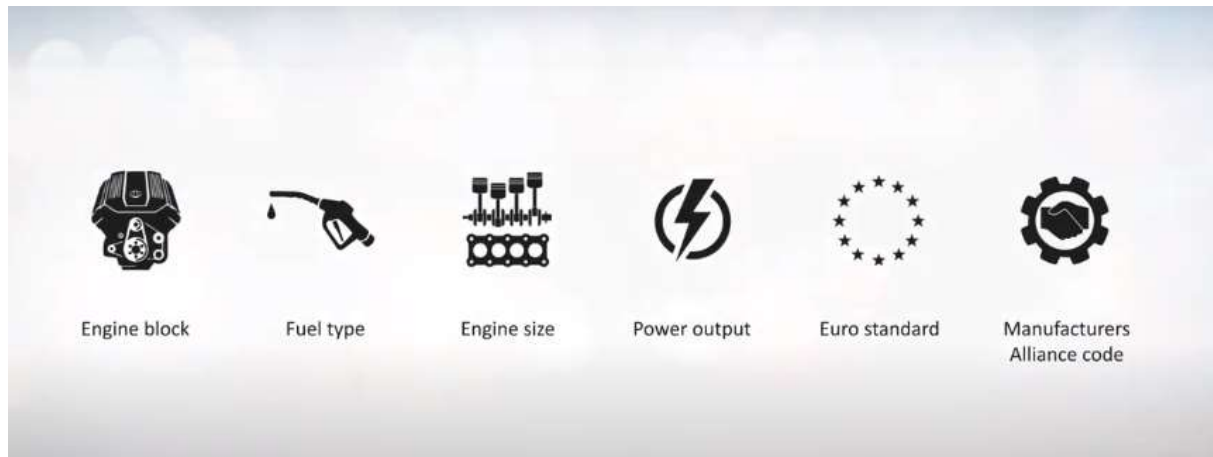 Engine block
Fuel type
Engine size
Power output
Euro standard
Manufacturers
Alliance code